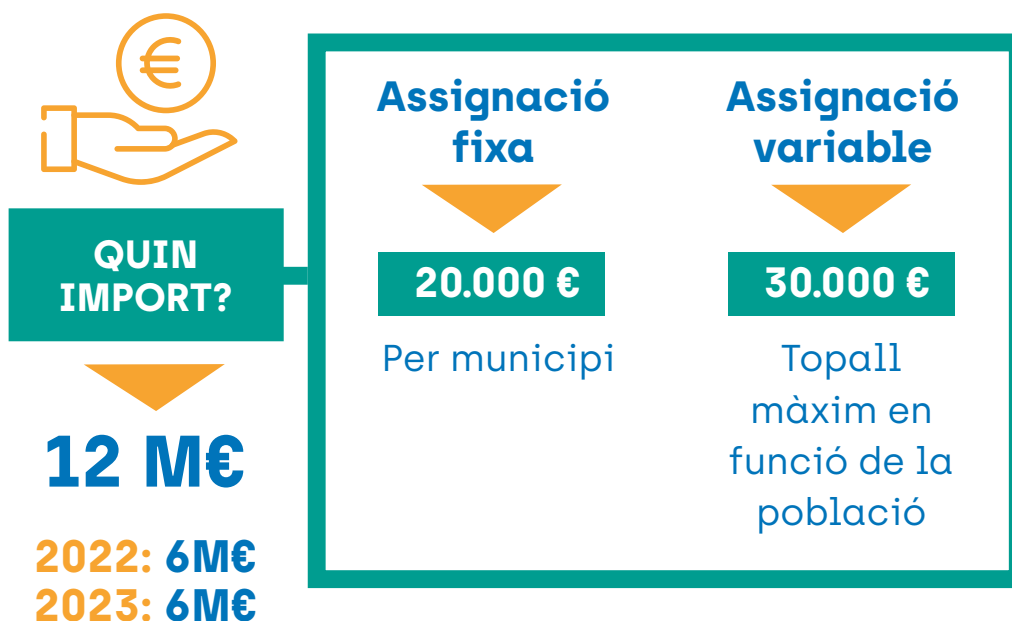 €
QUIN
IMPORT?
12 M€
2022: 6M€
2023: 6M€
Assignació
fixa
20.000 €
Per municipi
Assignació
variable
30.000 €
Topall
màxim en
funció de la
població